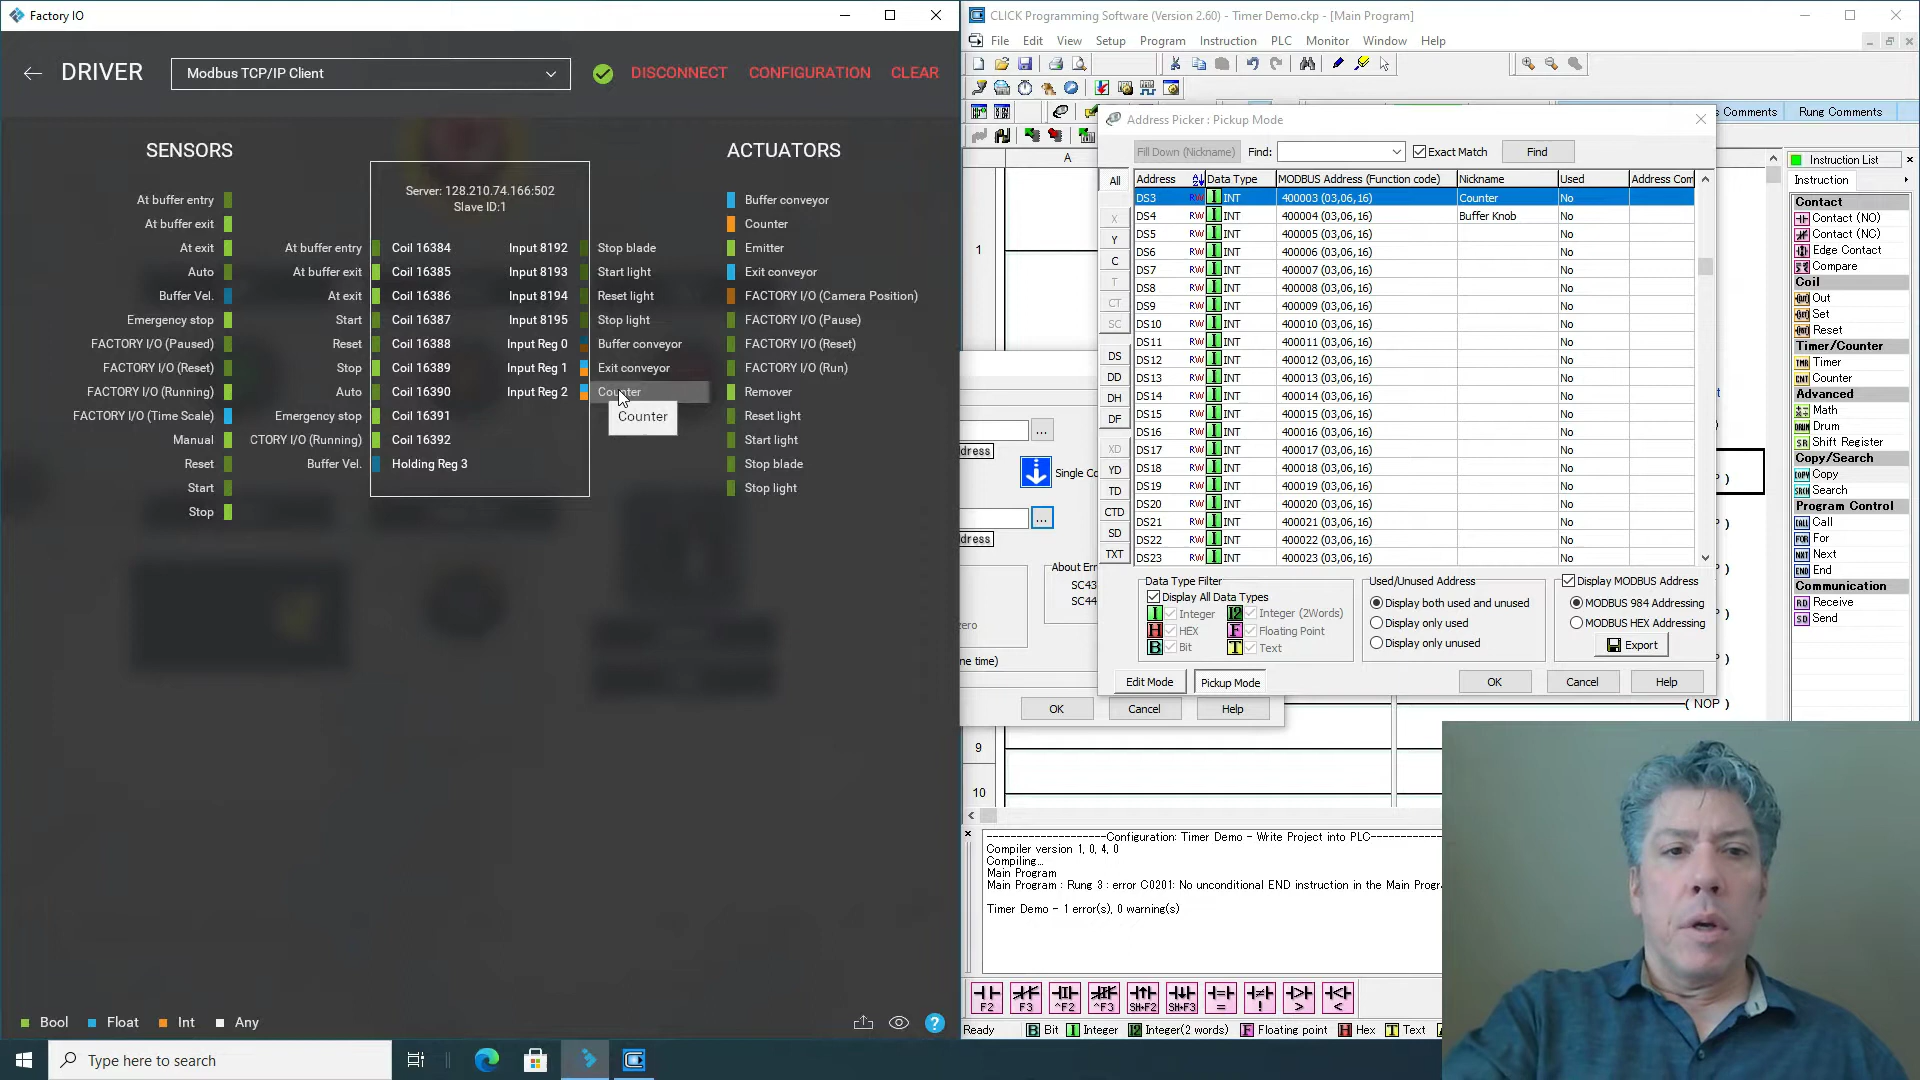 Factory IO
DRIVER
Modbus TCP/IP Client
DISCONNECT
CONFIGURATION
CLEAR
SENSORS
At buffer entry
At buffer exit
At exit
Auto
Buffer Vel.
Emergency stop
FACTORY I/O (Paused)
FACTORY I/O (Reset)
FACTORY I/O (Running)
FACTORY I/O (Time Scale)
Manual
Reset
Start
Stop
Server: 128.210.74.166:502
Slave ID:1
At buffer entry Coil 16384 Input 8192 Stop blade
At buffer exit Coil 16385 Input 8193 Start light
At exit Coil 16386 Input 8194 Reset light
Start Coil 16387 Input 8195 Stop light
Reset Coil 16388 Input Reg 0 Buffer conveyor
Stop Coil 16389 Input Reg 1 Exit conveyor
Auto Coil 16390 Input Reg 2 Counter
Emergency stop Coil 16391
CTORY I/O (Running) Coil 16392
Buffer Vel. Holding Reg 3
Counter
ACTUATORS
Buffer conveyor
Counter
Emitter
Exit conveyor
FACTORY I/O (Camera Position)
FACTORY I/O (Pause)
FACTORY I/O (Reset)
FACTORY I/O (Run)
Remover
Reset light
Start light
Stop blade
Stop light
Bool Float Int Any
Type here to search
CLICK Programming Software (Version 2.60) - Timer Demo.ckp - [Main Program]
File Edit View Setup Program Instruction PLC Monitor Window Help
s Comments Rung Comments
A
1
Address Picker : Pickup Mode
Fill Down (Nickname) Find: Exact Match Find
Address Data Type MODBUS Address (Function code) Nickname Used Address Com
DS3 RW INT 400003 (03,06,16) Counter No
DS4 RW INT 400004 (03,06,16) Buffer Knob No
DS5 RW INT 400005 (03,06,16) No
DS6 RW INT 400006 (03,06,16) No
DS7 RW INT 400007 (03,06,16) No
DS8 RW INT 400008 (03,06,16) No
DS9 RW INT 400009 (03,06,16) No
DS10 RW INT 400010 (03,06,16) No
DS11 RW INT 400011 (03,06,16) No
DS12 RW INT 400012 (03,06,16) No
DS13 RW INT 400013 (03,06,16) No
DS14 RW INT 400014 (03,06,16) No
DS15 RW INT 400015 (03,06,16) No
DS16 RW INT 400016 (03,06,16) No
DS17 RW INT 400017 (03,06,16) No
DS18 RW INT 400018 (03,06,16) No
DS19 RW INT 400019 (03,06,16) No
DS20 RW INT 400020 (03,06,16) No
DS21 RW INT 400021 (03,06,16) No
DS22 RW INT 400022 (03,06,16) No
DS23 RW INT 400023 (03,06,16) No
All
X
Y
C
T
CT
SC
DS
DD
DH
DF
XD
YD
TD
CTD
SD
TXT
Data Type Filter
Display All Data Types
Integer Integer (2Words)
HEX Floating Point
Bit Text
Used/Unused Address
Display both used and unused
Display only used
Display only unused
Display MODBUS Address
MODBUS 984 Addressing
MODBUS HEX Addressing
Export
Edit Mode Pickup Mode OK Cancel Help
...
dress
Single Co
...
dress
About Err
SC43
SC44
zero
ne time)
OK Cancel Help
( NOP )
9
10
Instruction List
Instruction
Contact
Contact (NO)
Contact (NC)
Edge Contact
Compare
Coil
Out
Set
Reset
Timer/Counter
Timer
Counter
Advanced
Math
Drum
Shift Register
Copy/Search
Copy
Search
Program Control
Call
For
Next
End
Communication
Receive
Send
--------------------Configuration: Timer Demo - Write Project into PLC--------------------
Compiler version 1, 0, 4, 0
Compiling...
Main Program
Main Program : Rung 3 : error C0201: No unconditional END instruction in the Main Progra
Timer Demo - 1 error(s), 0 warning(s)
F2 F3 ^F2 ^F3 SH+F2 SH+F3 = ! > <
Ready Bit Integer Integer(2 words) Floating point Hex Text